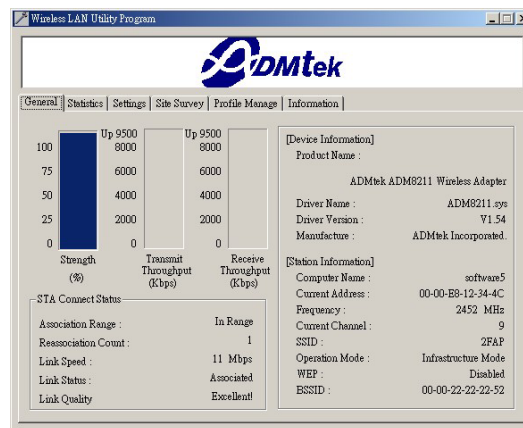 Wireless LAN Utility Program
ADMtek
General Statistics Settings Site Survey Profile Manage Information
Up 9500 Up 9500
100 8000 8000
75 6000 6000
50 4000 4000
25 2000 2000
0 0 0
Strength (%)
Transmit Throughput (Kbps)
Receive Throughput (Kbps)
STA Connect Status
Association Range : In Range
Reassociation Count : 1
Link Speed : 11 Mbps
Link Status : Associated
Link Quality Excellent!
[Device Information]
Product Name :
ADMtek ADM8211 Wireless Adapter
Driver Name : ADM8211.sys
Driver Version : V1.54
Manufacture : ADMtek Incorporated.
[Station Information]
Computer Name : software5
Current Address : 00-00-E8-12-34-4C
Frequency : 2452 MHz
Current Channel : 9
SSID : 2FAP
Operation Mode : Infrastructure Mode
WEP : Disabled
BSSID : 00-00-22-22-22-52